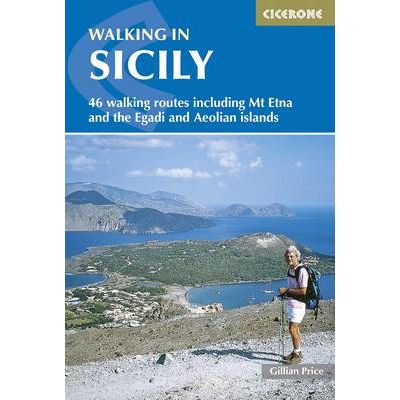 CICERONE
WALKING IN
SICILY
46 walking routes including Mt Etna
and the Egadi and Aeolian islands
Gillian Price